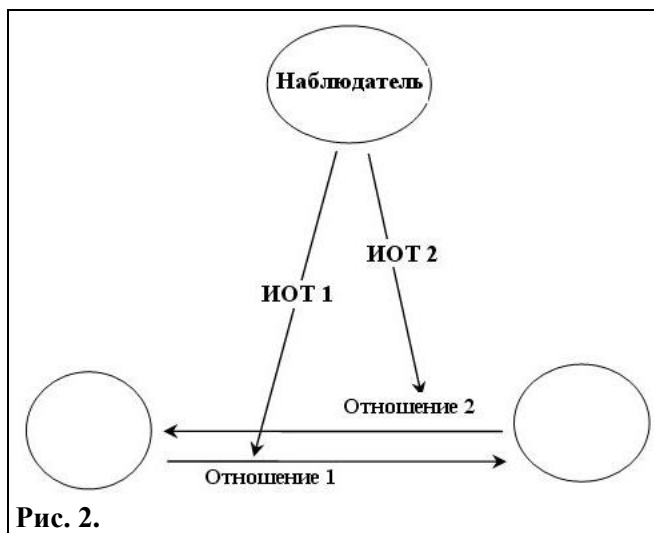 Наблюдатель
ИОТ 2
ИОТ 1
Отношение 2
Отношение 1
Рис. 2.